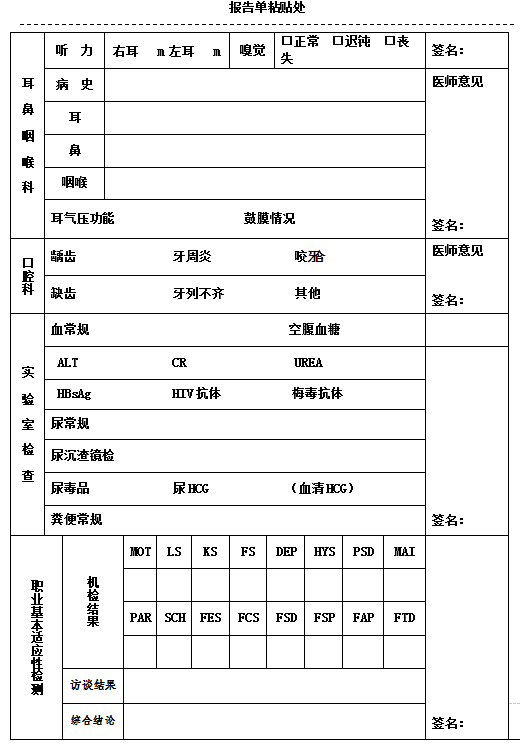 报告单粘贴处
听 力 右耳 m 左耳 m 嗅觉 口正常 口迟钝 口丧失 签名:
耳鼻咽喉科
病 史
医师意见
耳
鼻
咽喉
耳气压功能 鼓膜情况 签名:
口腔科
龋齿 牙周炎 咬牙合 医师意见
缺齿 牙列不齐 其他 签名:
实验室检查
血常规 空腹血糖
ALT CR UREA
HBsAg HIV抗体 梅毒抗体
尿常规
尿沉渣镜检
尿毒品 尿HCG (血清HCG)
粪便常规 签名:
职业基本适应性检测
机检结果
MOT LS KS FS DEP HYS PSD MAI
PAR SCH FES FCS FSD FSP FAP FTD
访谈结果
综合结论 签名: